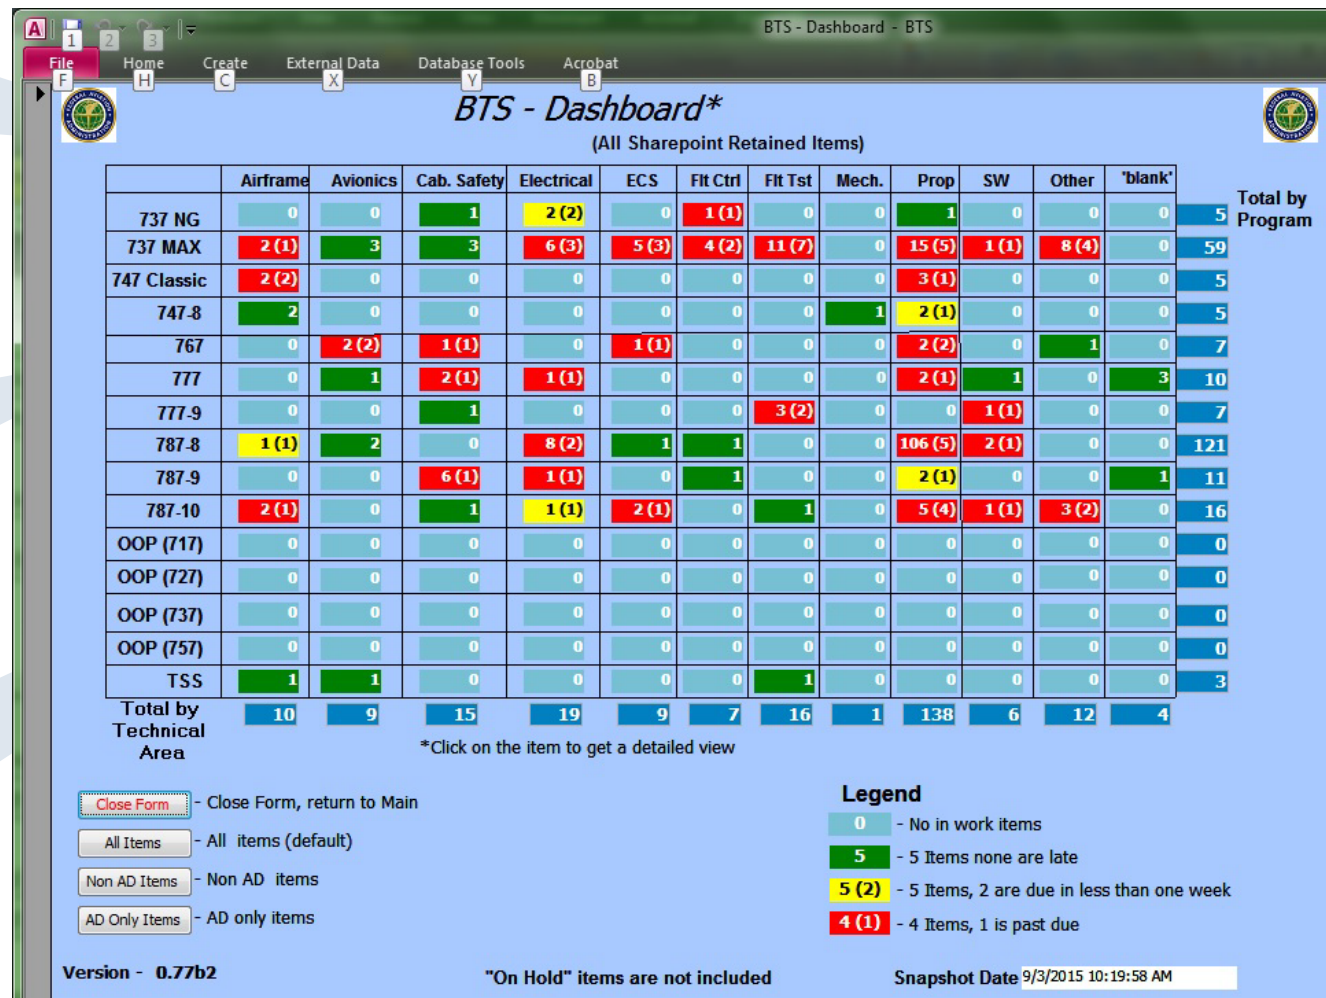 BTS - Dashboard - BTS
1 2 3
File Home Create External Data Database Tools Acrobat
F H C X Y B
BTS - Dashboard*
(All Sharepoint Retained Items)
Airframe Avionics Cab. Safety Electrical ECS Flt Ctrl Flt Tst Mech. Prop SW Other 'blank' Total by Program
737 NG 0 0 1 2 (2) 0 1 (1) 0 0 1 0 0 0 5
737 MAX 2 (1) 3 3 6 (3) 5 (3) 4 (2) 11 (7) 0 15 (5) 1 (1) 8 (4) 0 59
747 Classic 2 (2) 0 0 0 0 0 0 0 3 (1) 0 0 0 5
747-8 2 0 0 0 0 0 0 1 2 (1) 0 0 0 5
767 0 2 (2) 1 (1) 0 1 (1) 0 0 0 2 (2) 0 1 0 7
777 0 1 2 (1) 1 (1) 0 0 0 0 2 (1) 1 0 3 10
777-9 0 0 1 0 0 0 3 (2) 0 0 1 (1) 0 0 7
787-8 1 (1) 2 0 8 (2) 1 1 0 0 106 (5) 2 (1) 0 0 121
787-9 0 0 6 (1) 1 (1) 0 1 0 0 2 (1) 0 0 1 11
787-10 2 (1) 0 1 1 (1) 2 (1) 0 1 0 5 (4) 1 (1) 3 (2) 0 16
OOP (717) 0 0 0 0 0 0 0 0 0 0 0 0 0
OOP (727) 0 0 0 0 0 0 0 0 0 0 0 0 0
OOP (737) 0 0 0 0 0 0 0 0 0 0 0 0 0
OOP (757) 0 0 0 0 0 0 0 0 0 0 0 0 0
TSS 1 1 0 0 0 0 1 0 0 0 0 0 3
Total by Technical Area 10 9 15 19 9 7 16 1 138 6 12 4
*Click on the item to get a detailed view
Close Form - Close Form, return to Main
All Items - All items (default)
Non AD Items - Non AD items
AD Only Items - AD only items
Legend
0 - No in work items
5 - 5 Items none are late
5 (2) - 5 Items, 2 are due in less than one week
4 (1) - 4 Items, 1 is past due
Version - 0.77b2 "On Hold" items are not included Snapshot Date 9/3/2015 10:19:58 AM